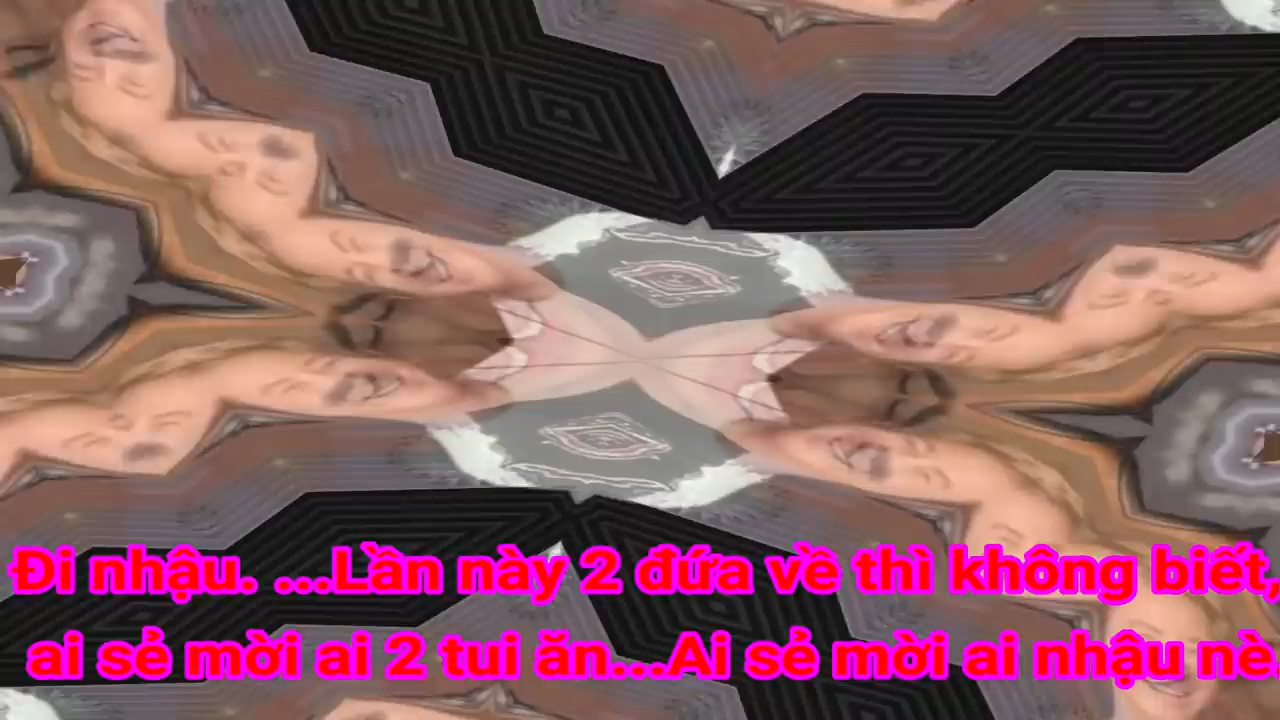 Đi nhậu. ...Lần này 2 đứa về thì không biết,
ai sẻ mời ai 2 tui ăn...Ai sẻ mời ai nhậu nè.